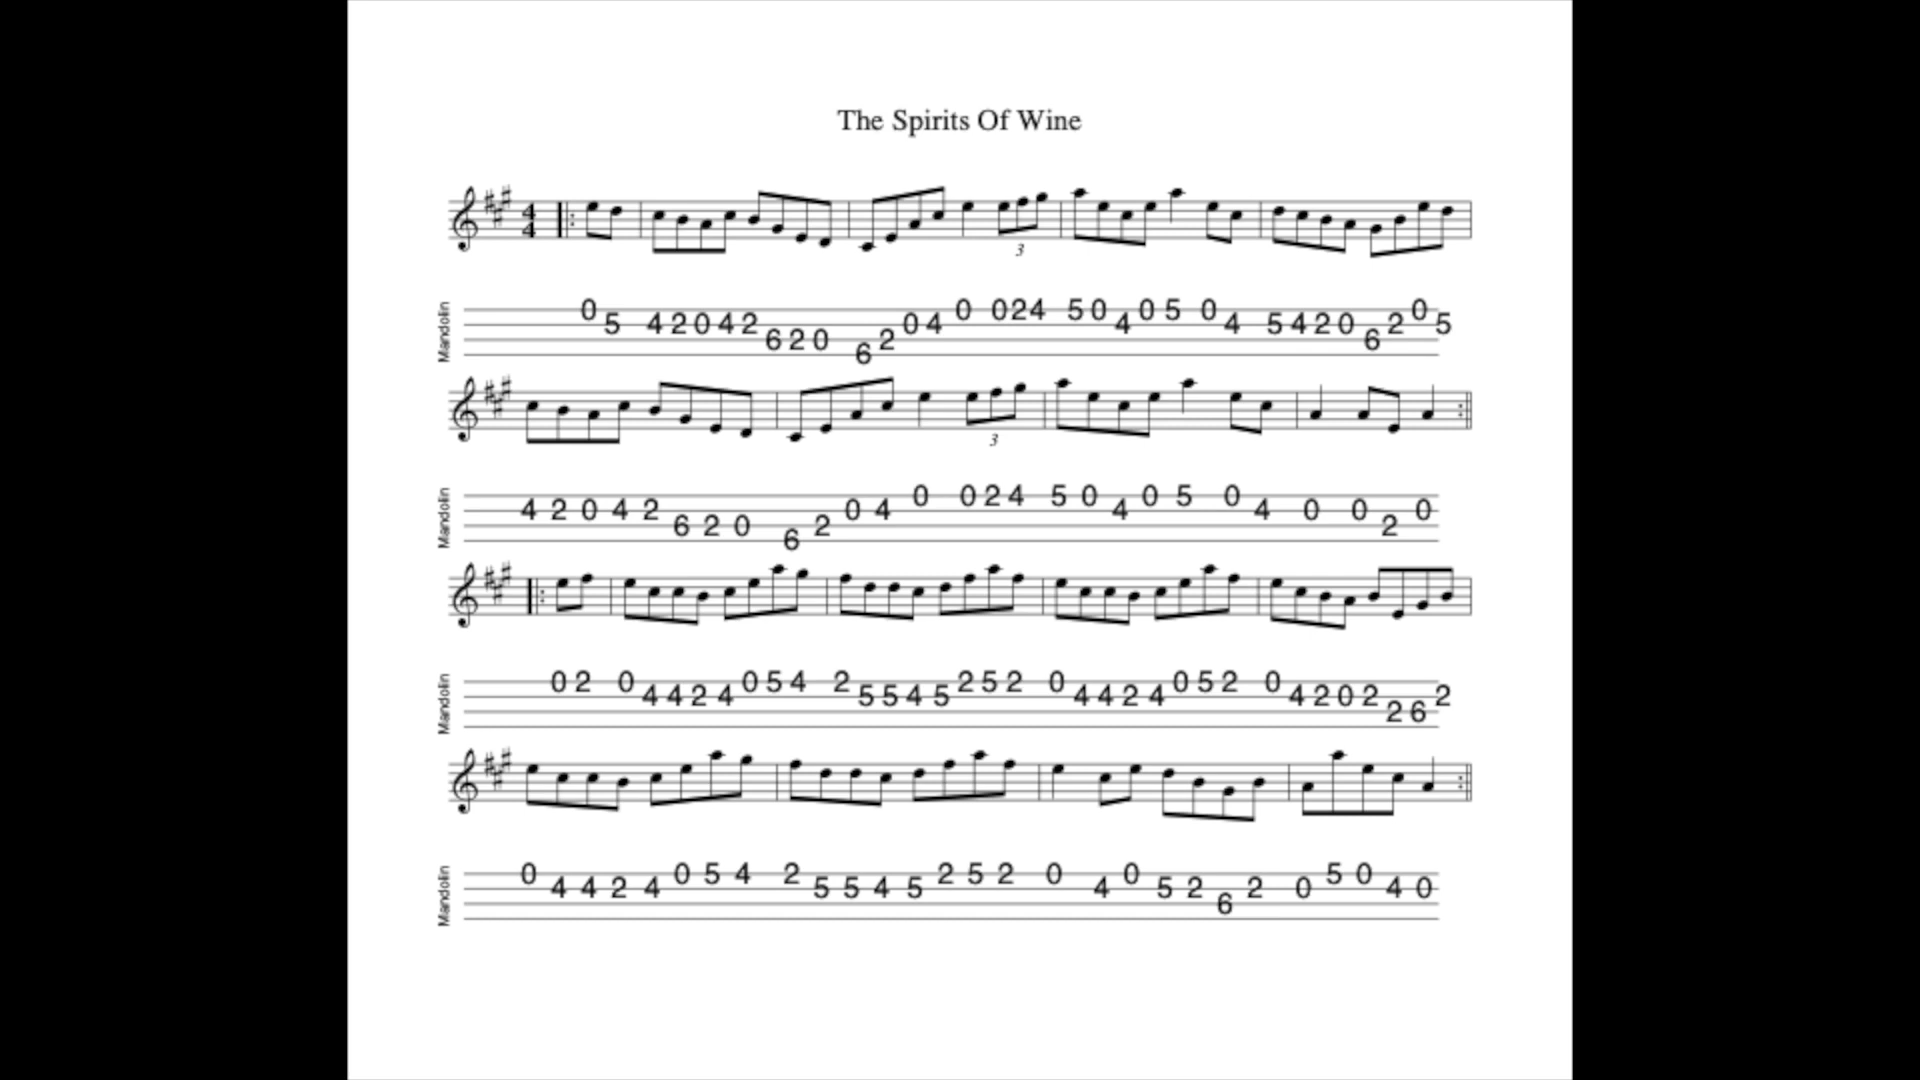 The Spirits Of Wine
4
4
3
Mandolin
0 5 4 2 0 4 2 6 2 0 6 2 0 4 0 0 2 4 5 0 4 0 5 0 4 5 4 2 0 6 2 0 5
3
Mandolin
4 2 0 4 2 6 2 0 6 2 0 4 0 0 2 4 5 0 4 0 5 0 4 0 0 2 0
Mandolin
0 2 0 4 4 2 4 0 5 4 2 5 5 4 5 2 5 2 0 4 4 2 4 0 5 2 0 4 2 0 2 2 6 2
Mandolin
0 4 4 2 4 0 5 4 2 5 5 4 5 2 5 2 0 4 0 5 2 6 2 0 5 0 4 0